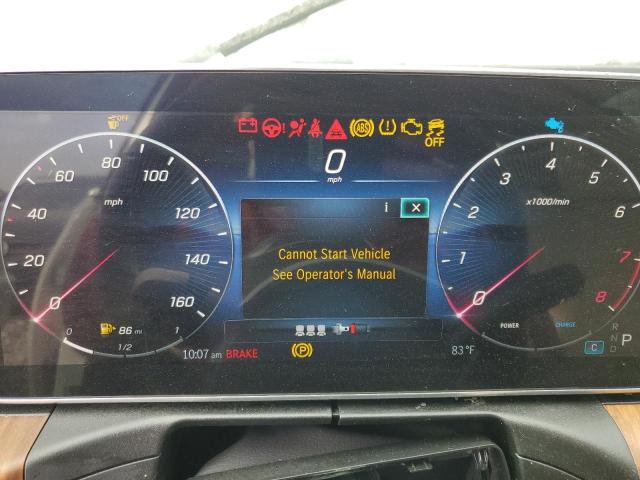 OFF
ABS
OFF
0
mph
i
Cannot Start Vehicle
See Operator's Manual
0 20 40 60 80 100 120 140 160
mph
0 1/2 1
86 mi
0 1 2 3 4 5 6 7 8
x1000/min
POWER CHARGE
R
N
D
P
C
10:07 am BRAKE
P
83 °F